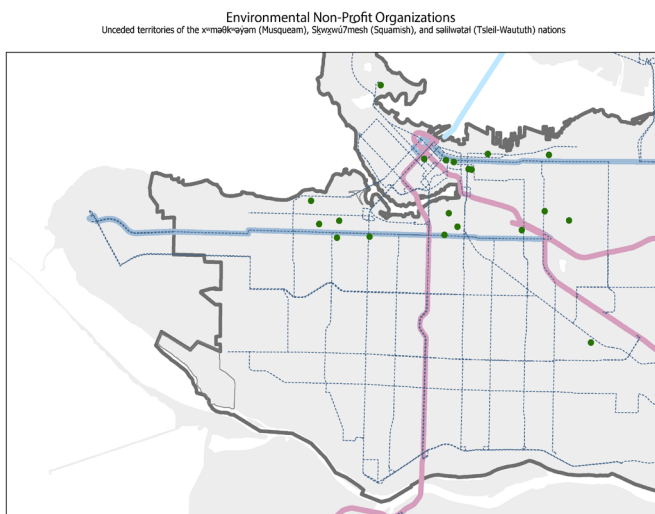 Environmental Non-Profit Organizations
Unceded territories of the xʷməθkʷəy̓əm (Musqueam), Sḵwx̱wú7mesh (Squamish), and səlilwətaɬ (Tsleil-Waututh) nations